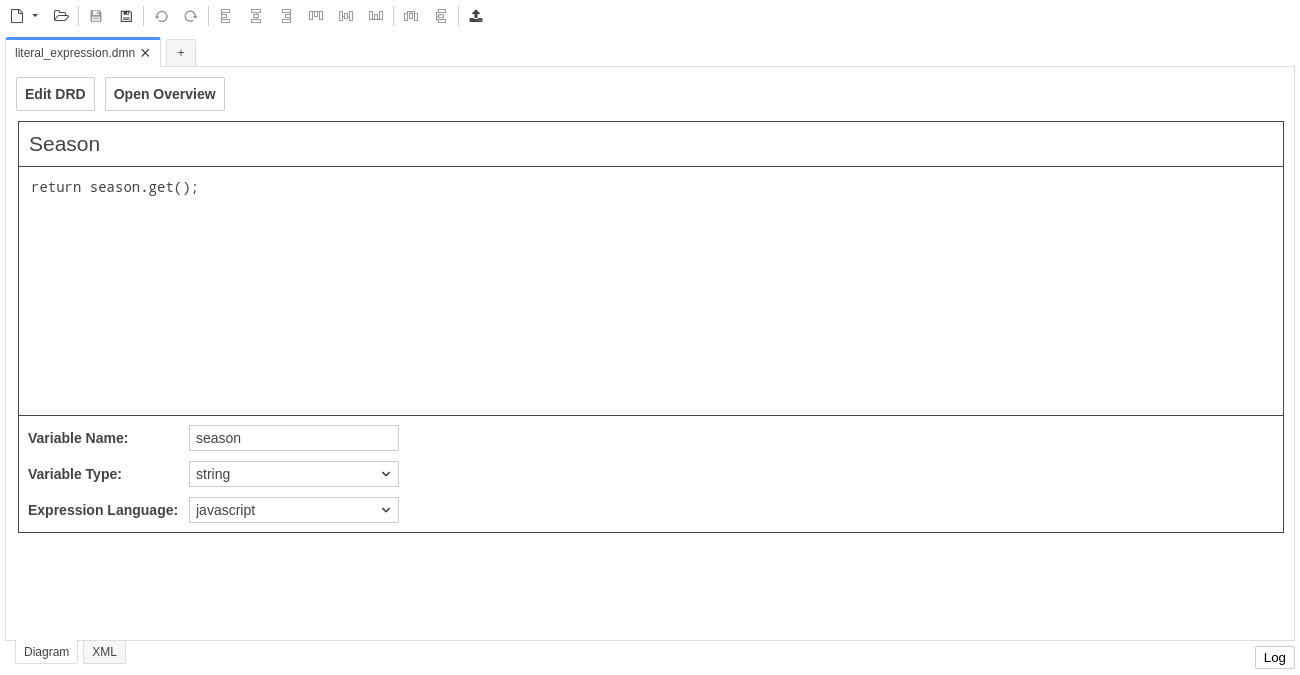 literal_expression.dmn
+
Edit DRD Open Overview
Season
return season.get();
Variable Name: season
Variable Type: string
Expression Language: javascript
Diagram XML
Log